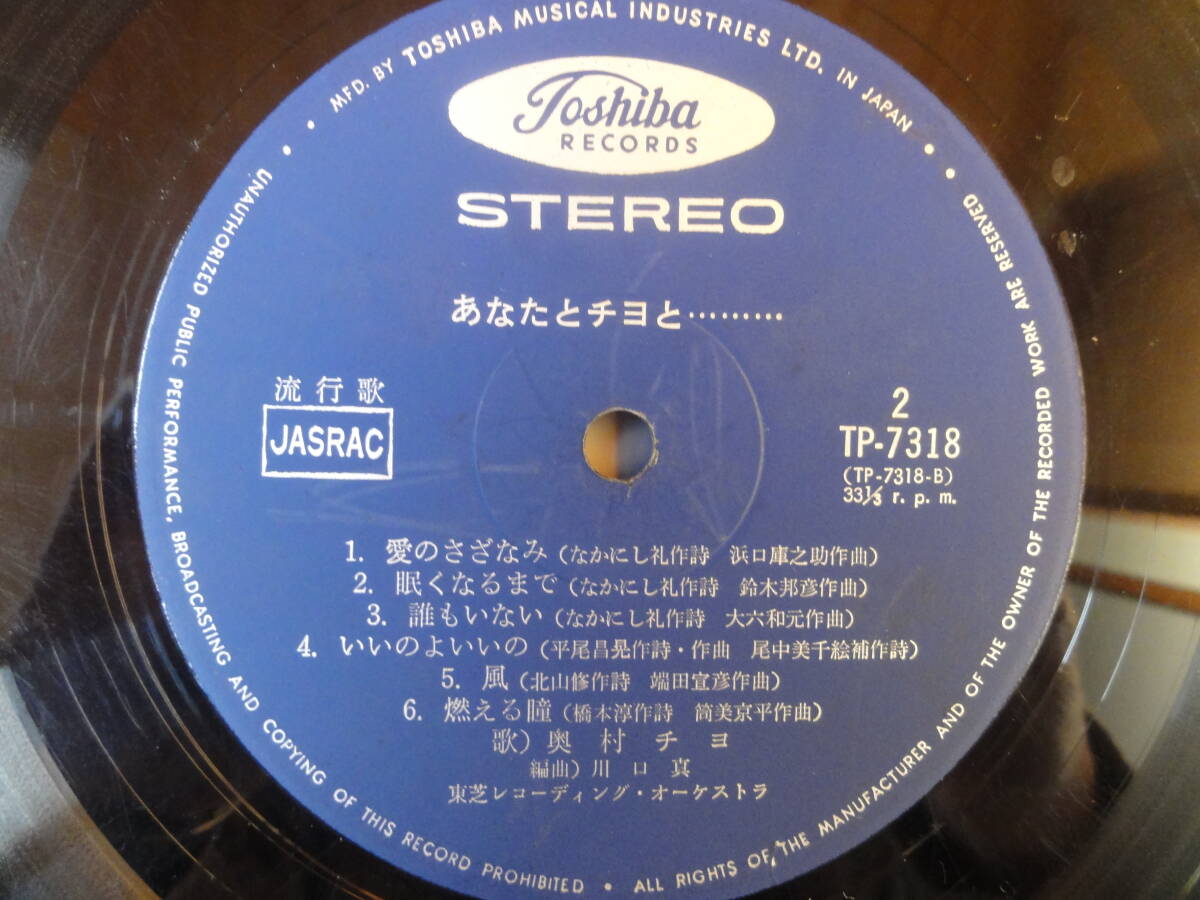 MFD. BY TOSHIBA MUSICAL INDUSTRIES LTD. IN JAPAN
Toshiba
RECORDS
STEREO
あなたとチヨと………
流行歌
JASRAC
2
TP-7318
(TP-7318-B)
33⅓ r. p. m.
1. 愛のさざなみ(なかにし礼作詩 浜口庫之助作曲)
2. 眠くなるまで(なかにし礼作詩 鈴木邦彦作曲)
3. 誰もいない(なかにし礼作詩 大六和元作曲)
4. いいのよいいの(平尾昌晃作詩・作曲 尾中美千絵補作詩)
5. 風(北山修作詩 端田宣彦作曲)
6. 燃える瞳(橋本淳作詩 筒美京平作曲)
歌)奥村チヨ
編曲)川口真
東芝レコーディング・オーケストラ
UNAUTHORIZED PUBLIC PERFORMANCE, BROADCASTING AND COPYING OF THIS RECORD PROHIBITED • ALL RIGHTS OF THE MANUFACTURER AND OF THE OWNER OF THE RECORDED WORK ARE RESERVED